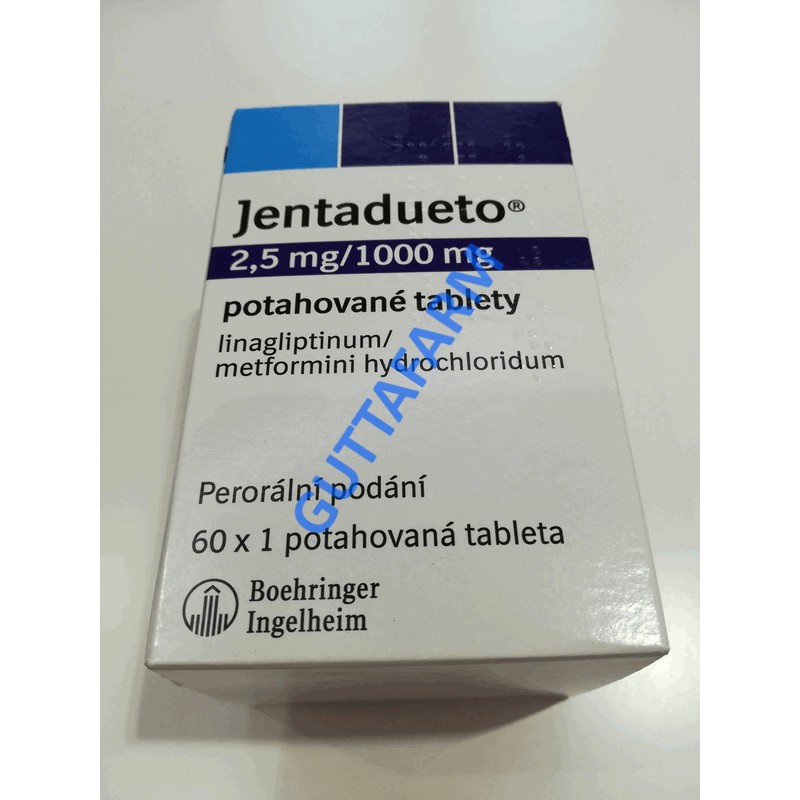 Jentadueto®
2,5 mg/1000 mg
potahované tablety
linagliptinum/
metformini hydrochloridum
GUTTAFARM
Perorální podání
60 x 1 potahovaná tableta
Boehringer
Ingelheim